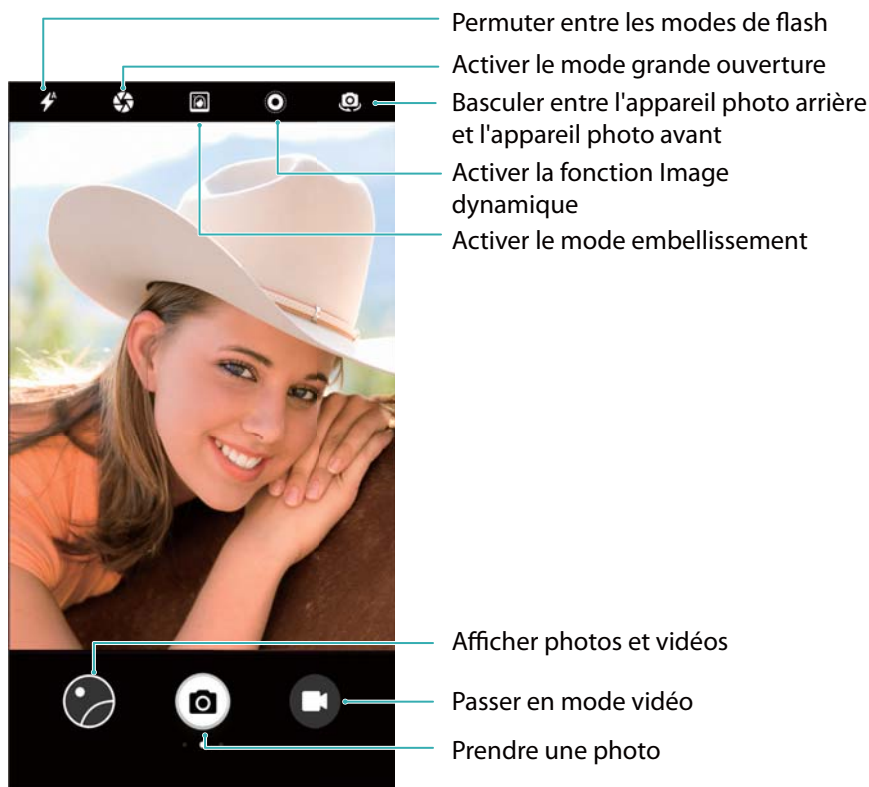 Permuter entre les modes de flash
Activer le mode grande ouverture
Basculer entre l'appareil photo arrière
et l'appareil photo avant
Activer la fonction Image
dynamique
Activer le mode embellissement
Afficher photos et vidéos
Passer en mode vidéo
Prendre une photo